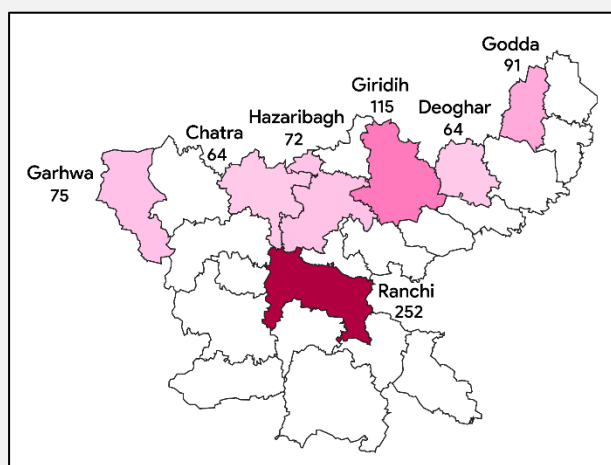 Godda
91
Giridih
115
Deoghar
64
Hazaribagh
72
Chatra
64
Garhwa
75
Ranchi
252